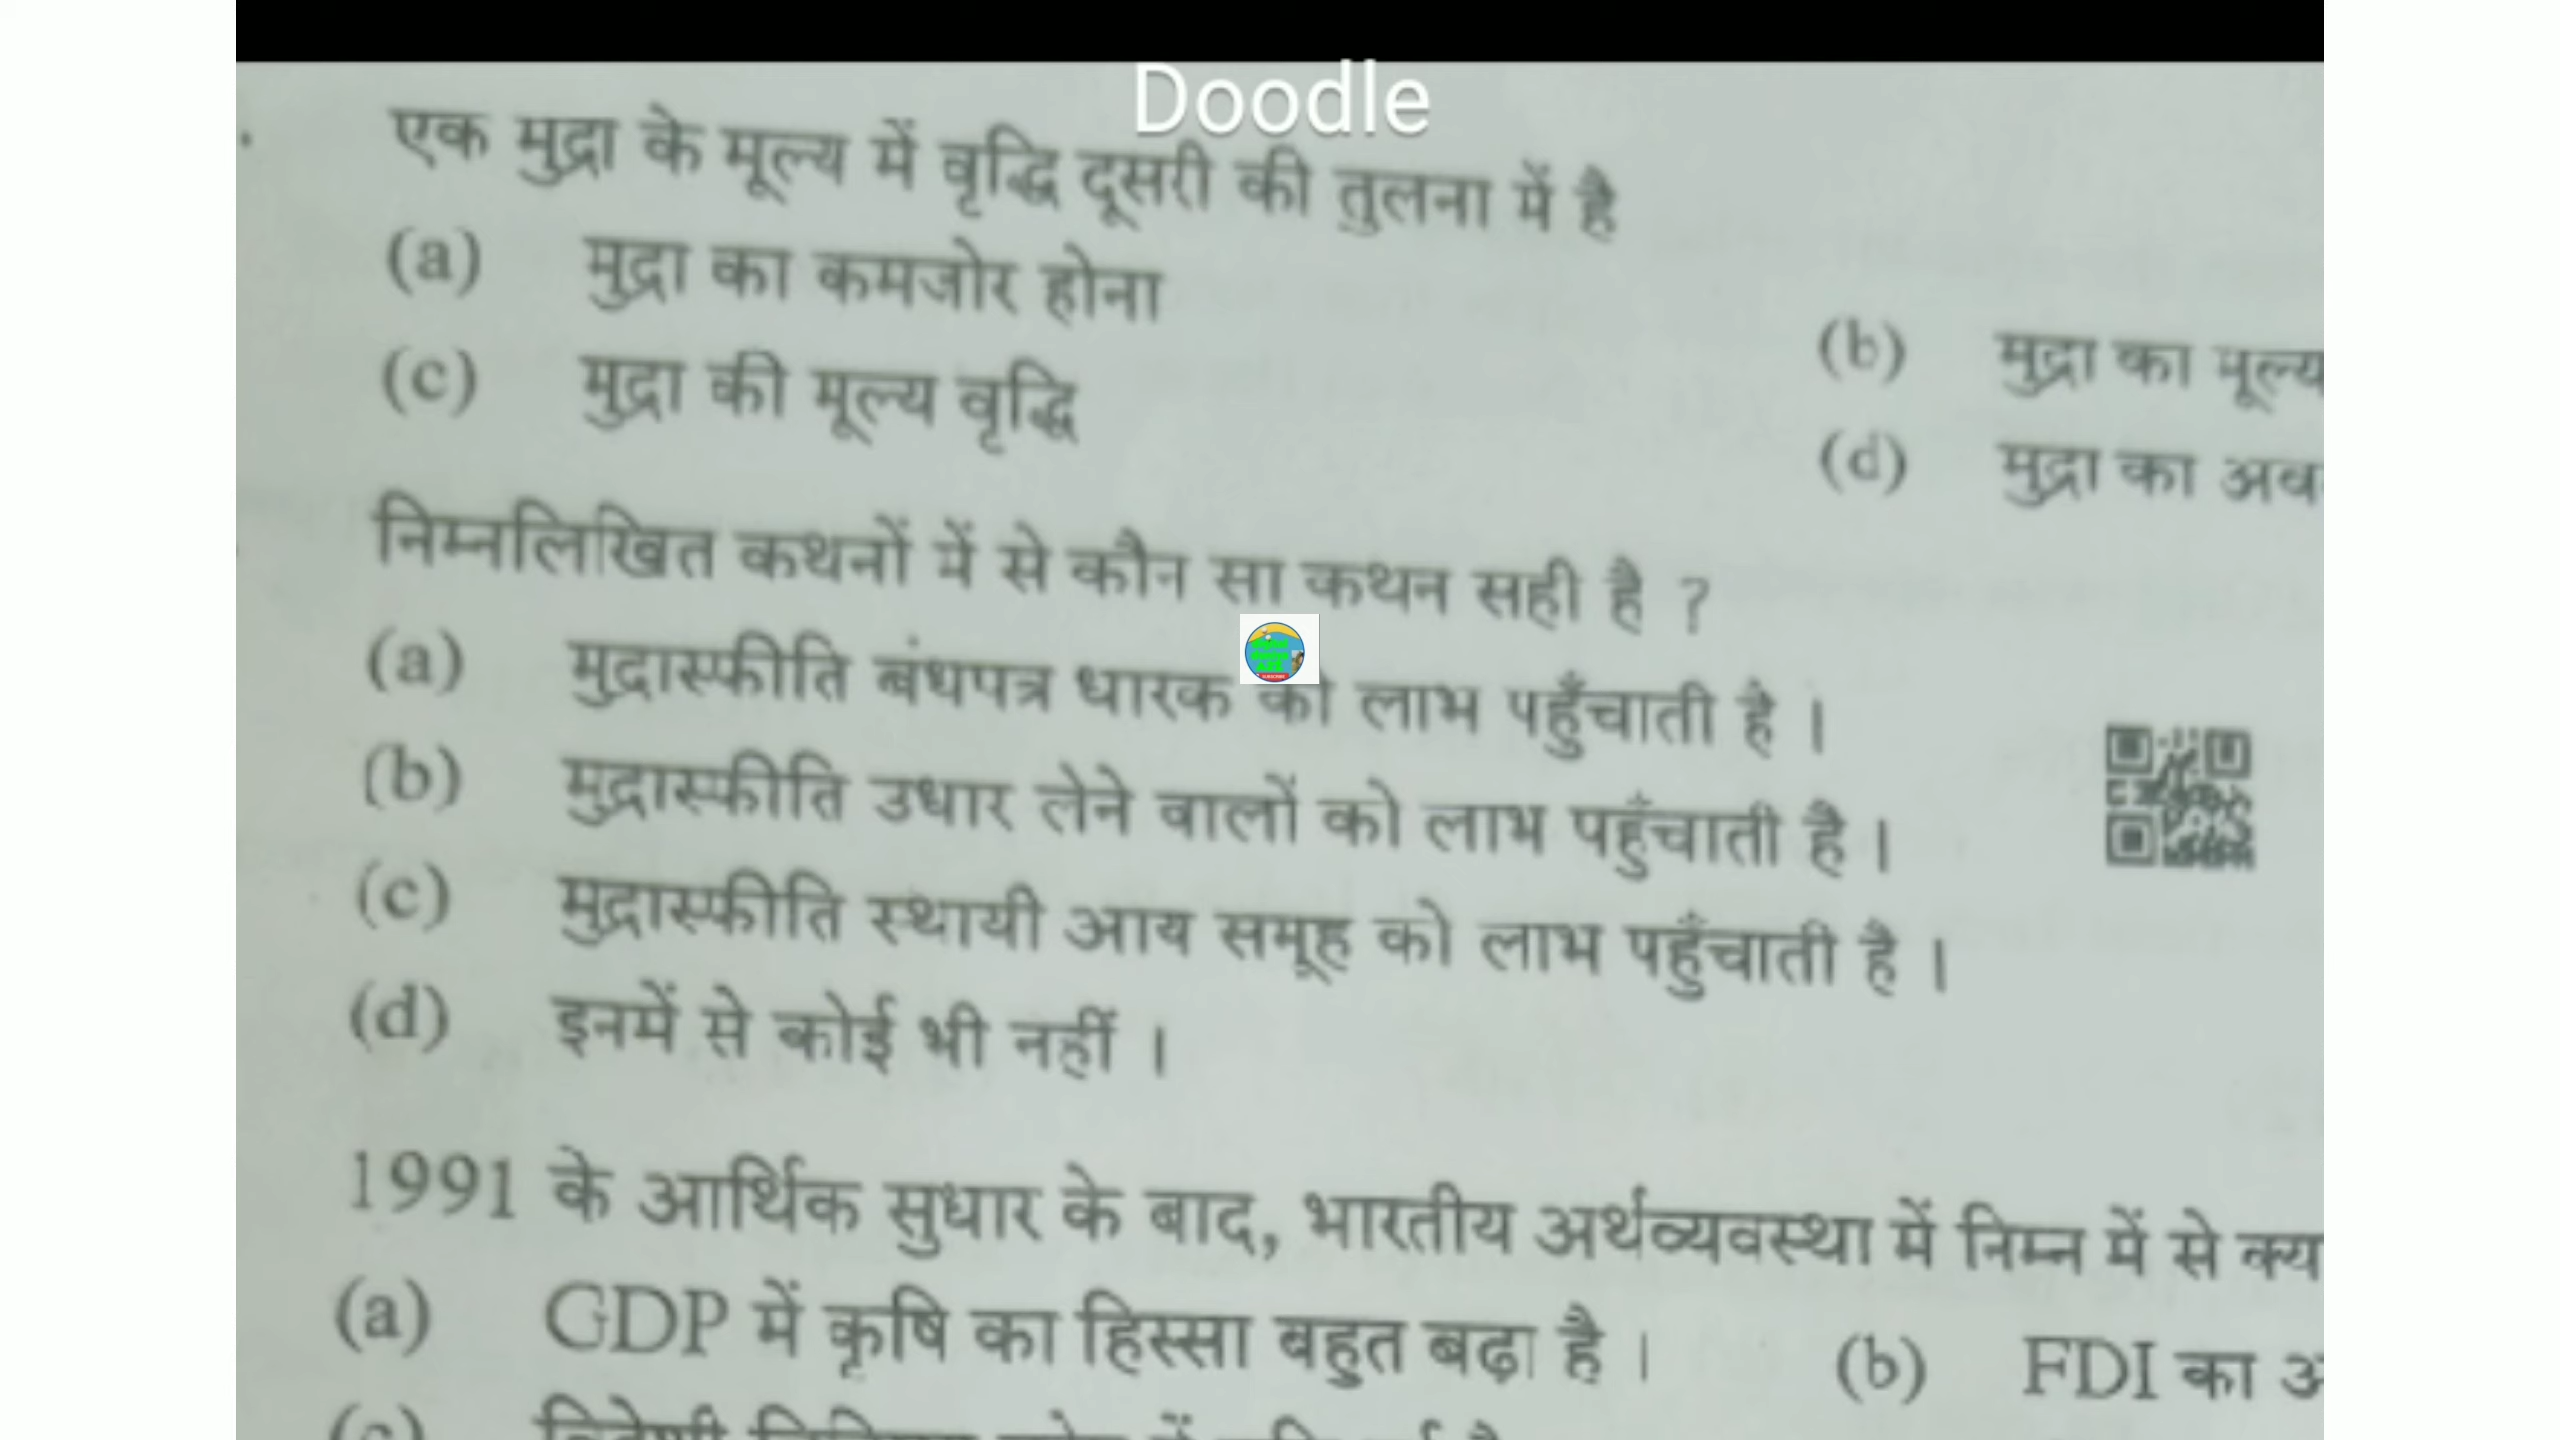 Doodle
एक मुद्रा के मूल्य में वृद्धि दूसरी की तुलना में है
(a) मुद्रा का कमजोर होना
(b) मुद्रा का मूल्य
(c) मुद्रा की मूल्य वृद्धि
(d) मुद्रा का अव
निम्नलिखित कथनों में से कौन सा कथन सही है ?
(a) मुद्रास्फीति बंधपत्र धारक को लाभ पहुँचाती है ।
(b) मुद्रास्फीति उधार लेने वालों को लाभ पहुँचाती है ।
(c) मुद्रास्फीति स्थायी आय समूह को लाभ पहुँचाती है ।
(d) इनमें से कोई भी नहीं ।
1991 के आर्थिक सुधार के बाद, भारतीय अर्थव्यवस्था में निम्न में से क्य
(a) GDP में कृषि का हिस्सा बहुत बढ़ा है ।
(b) FDI का
(c)